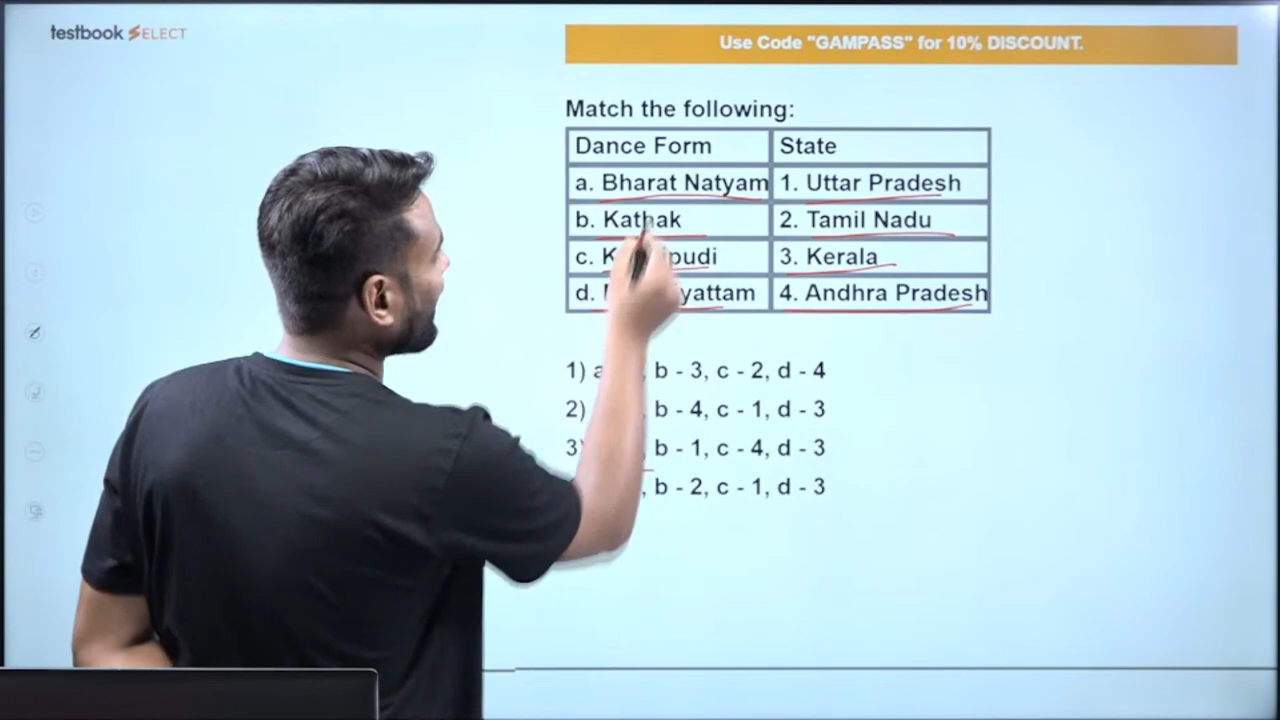 testbook SELECT
Use Code "GAMPASS" for 10% DISCOUNT.
Match the following:
Dance Form State
a. Bharat Natyam 1. Uttar Pradesh
b. Kathak 2. Tamil Nadu
c. 3. Kerala
d. 4. Andhra Pradesh
1) b - 3, c - 2, d - 4
2) b - 4, c - 1, d - 3
3) b - 1, c - 4, d - 3
, b - 2, c - 1, d - 3